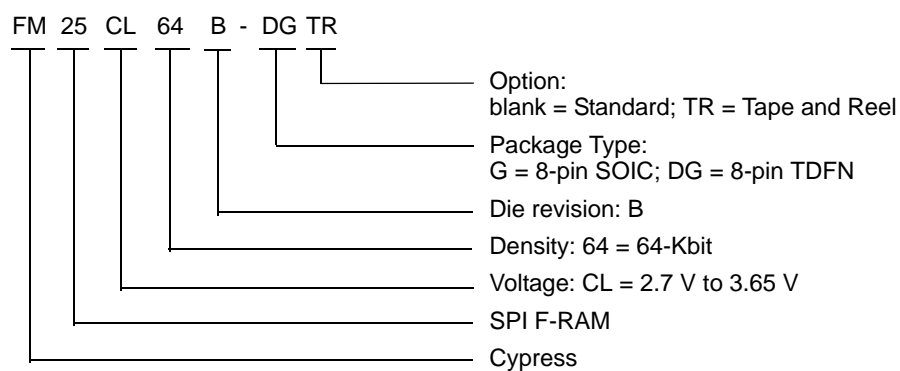 FM 25 CL 64 B - DG TR
Option:
blank = Standard; TR = Tape and Reel
Package Type:
G = 8-pin SOIC; DG = 8-pin TDFN
Die revision: B
Density: 64 = 64-Kbit
Voltage: CL = 2.7 V to 3.65 V
SPI F-RAM
Cypress